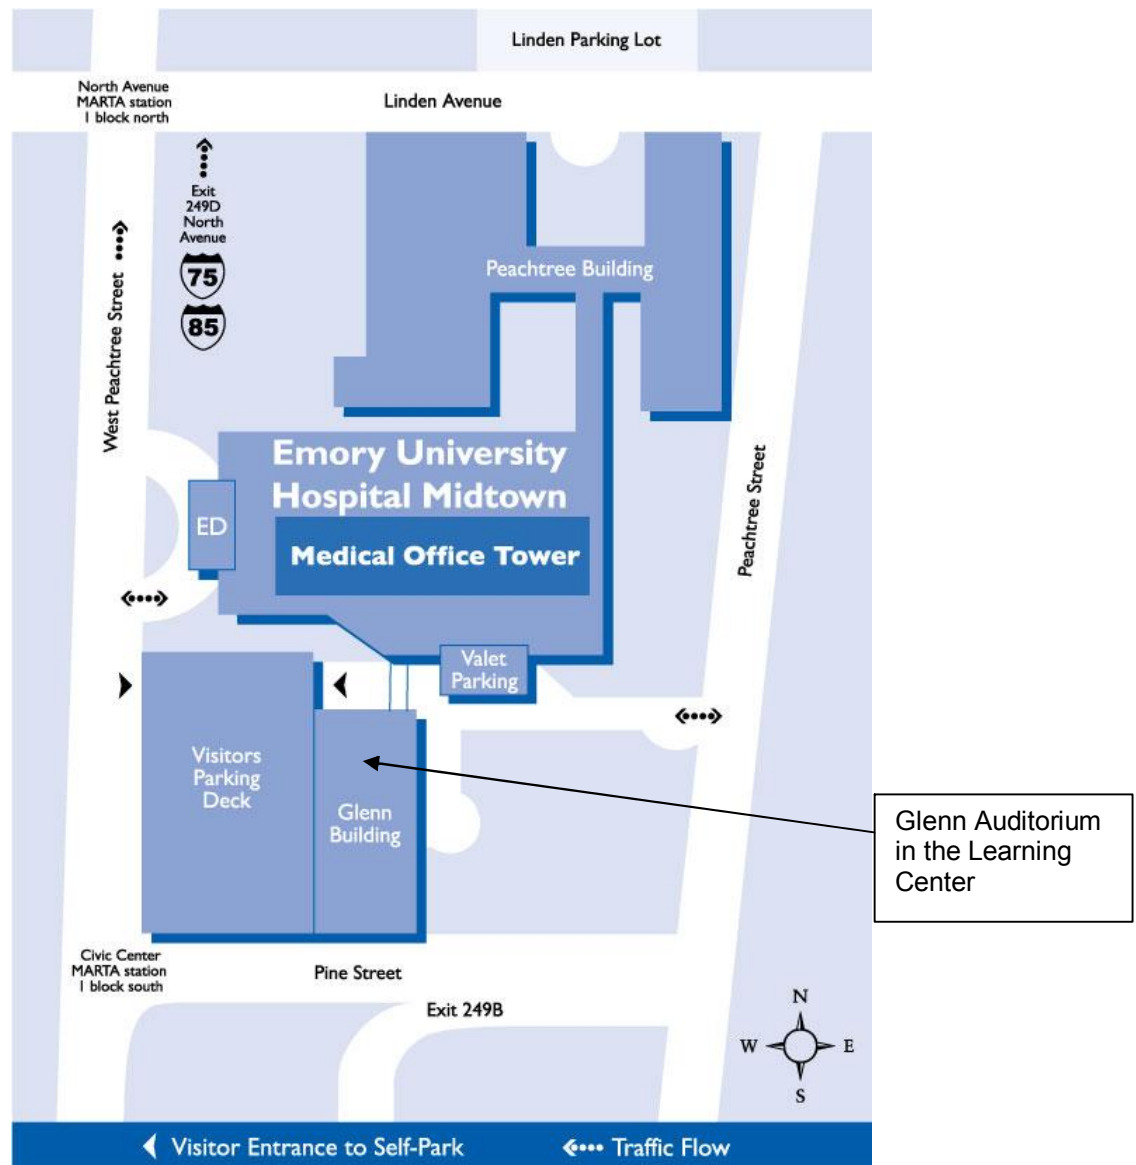 Linden Parking Lot
North Avenue
MARTA station
1 block north
Linden Avenue
Exit
249D
North
Avenue
75
85
West Peachtree Street
Peachtree Building
Emory University
Hospital Midtown
ED
Medical Office Tower
Peachtree Street
Valet
Parking
Visitors
Parking
Deck
Glenn
Building
Glenn Auditorium
in the Learning
Center
Civic Center
MARTA station
1 block south
Pine Street
Exit 249B
N
W
E
S
Visitor Entrance to Self-Park
Traffic Flow